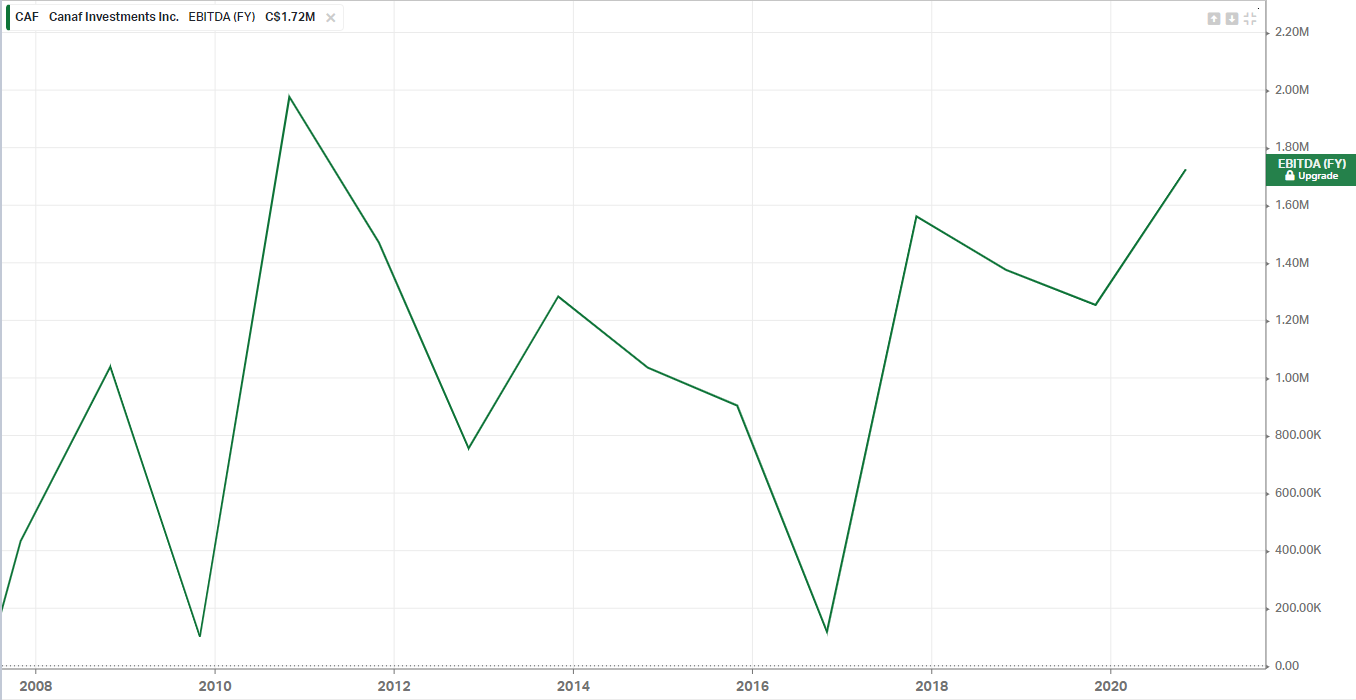 CAF Canaf Investments Inc. EBITDA (FY) C$1.72M ×
2.20M
2.00M
1.80M
EBITDA (FY)
Upgrade
1.60M
1.40M
1.20M
1.00M
800.00K
600.00K
400.00K
200.00K
0.00
2008 2010 2012 2014 2016 2018 2020